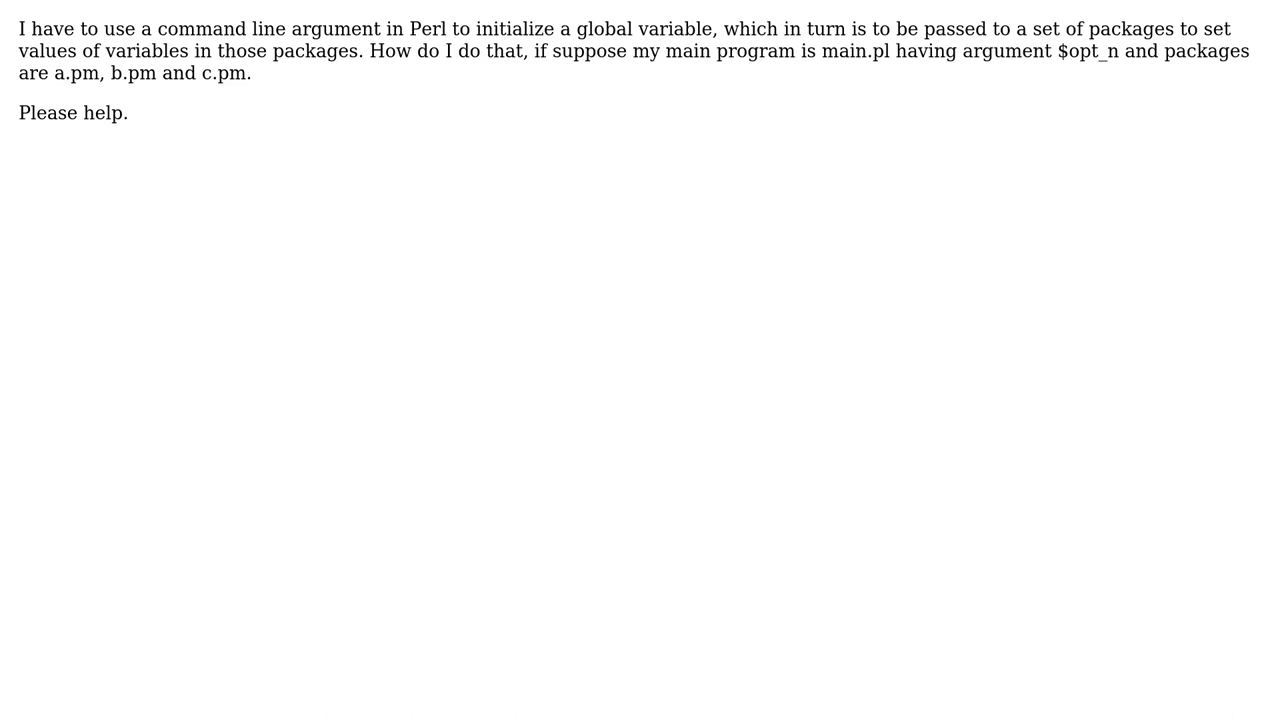 I have to use a command line argument in Perl to initialize a global variable, which in turn is to be passed to a set of packages to set
values of variables in those packages. How do I do that, if suppose my main program is main.pl having argument $opt_n and packages
are a.pm, b.pm and c.pm.
Please help.